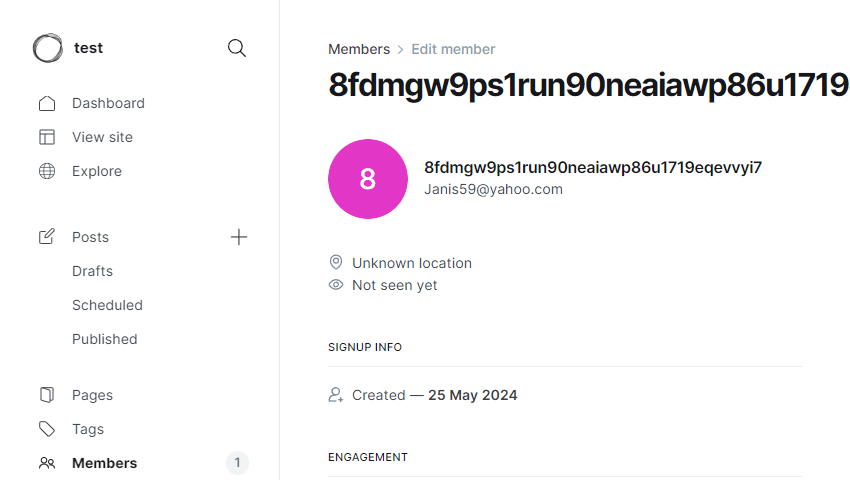 test
Dashboard
View site
Explore
Posts
Drafts
Scheduled
Published
Pages
Tags
Members 1
Members > Edit member
8fdmgw9ps1run90neaiawp86u1719
8
8fdmgw9ps1run90neaiawp86u1719eqevvyi7
Janis59@yahoo.com
Unknown location
Not seen yet
SIGNUP INFO
Created — 25 May 2024
ENGAGEMENT